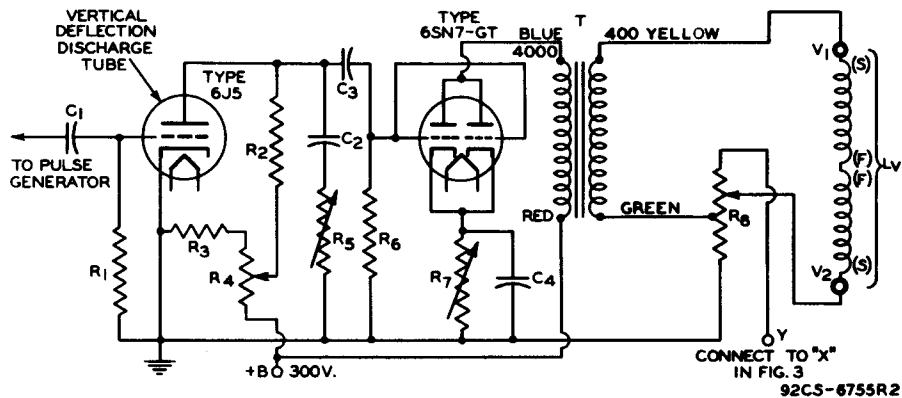 VERTICAL
DEFLECTION
DISCHARGE
TUBE
TYPE
6J5
C1
TO PULSE
GENERATOR
R1
R2
R3
R4
C2
R5
C3
R6
TYPE
6SN7-GT
R7
C4
BLUE
4000
T
400 YELLOW
RED
GREEN
R8
V1
(S)
(F)
(F)
LV
(S)
V2
Y
CONNECT TO "X"
IN FIG. 3
+B 300V.
92CS-6755R2